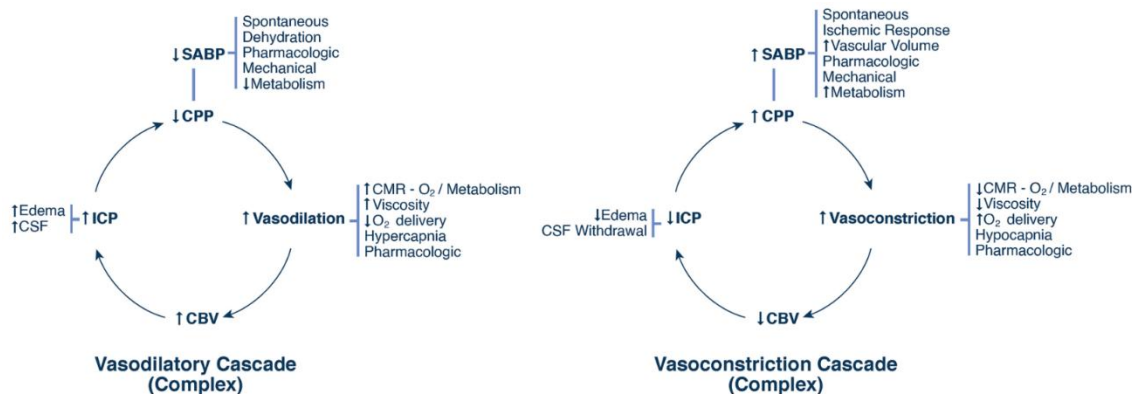 Spontaneous
Dehydration
↓SABP
Pharmacologic
Mechanical
↓Metabolism
↓CPP
↑Edema
↑CSF
↑ICP
↑Vasodilation
↑CMR - O₂ / Metabolism
↑Viscosity
↓O₂ delivery
Hypercapnia
Pharmacologic
↑CBV
Vasodilatory Cascade
(Complex)
Spontaneous
Ischemic Response
↑SABP
↑Vascular Volume
Pharmacologic
Mechanical
↑Metabolism
↑CPP
↓Edema
CSF Withdrawal
↓ICP
↑Vasoconstriction
↓CMR - O₂ / Metabolism
↓Viscosity
↑O₂ delivery
Hypocapnia
Pharmacologic
↓CBV
Vasoconstriction Cascade
(Complex)